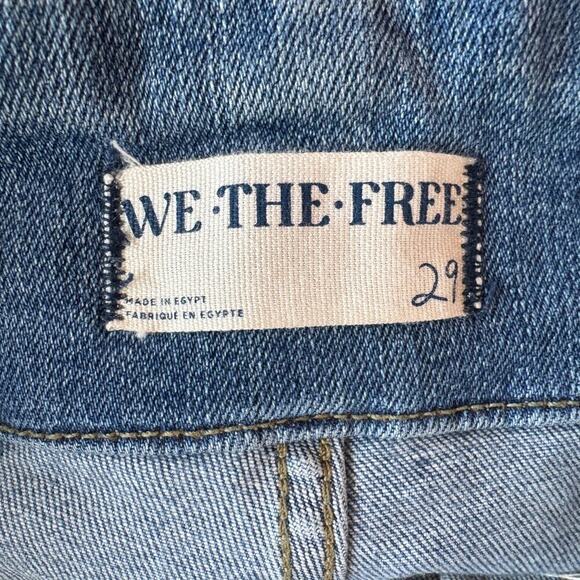 WE·THE·FREE
29
MADE IN EGYPT
FABRIQUÉ EN EGYPTE